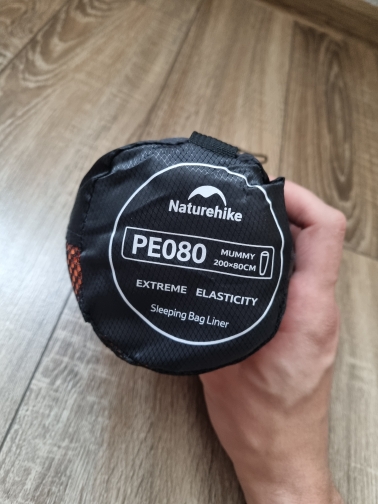 Naturehike
PE080 MUMMY
200×80CM
EXTREME ELASTICITY
Sleeping Bag Liner